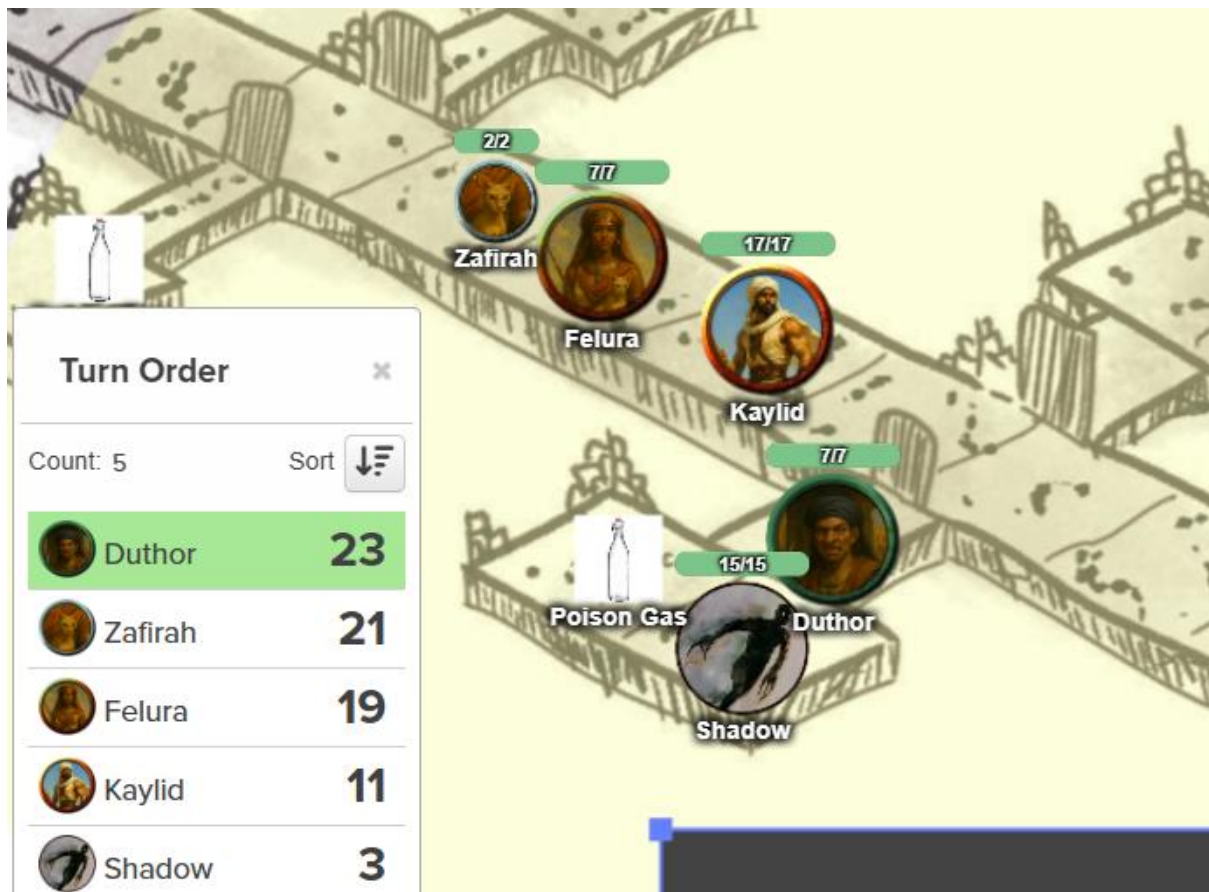 2/2
7/7
Zafirah
17/17
Felura
Kaylid
7/7
15/15
Poison Gas
Duthor
Shadow
Turn Order
×
Count: 5 Sort
Duthor 23
Zafirah 21
Felura 19
Kaylid 11
Shadow 3